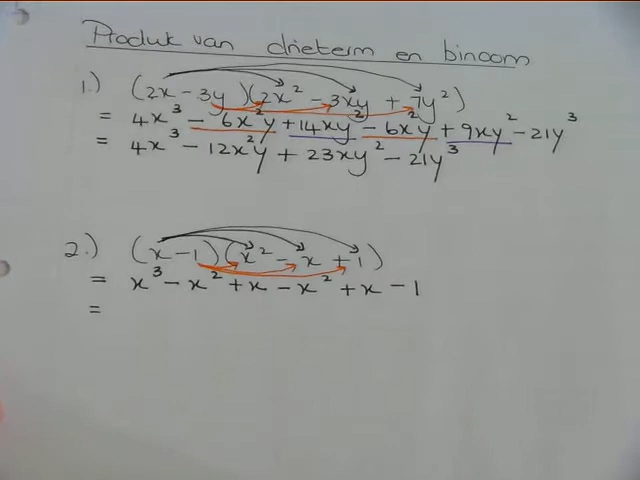 Produk van drieterm en binoom
1.) (2x - 3y)(2x² - 3xy + 7y²)
= 4x³ - 6x²y + 14xy² - 6x²y + 9xy² - 21y³
= 4x³ - 12x²y + 23xy² - 21y³
2.) (x - 1)(x² - x + 1)
= x³ - x² + x - x² + x - 1
=